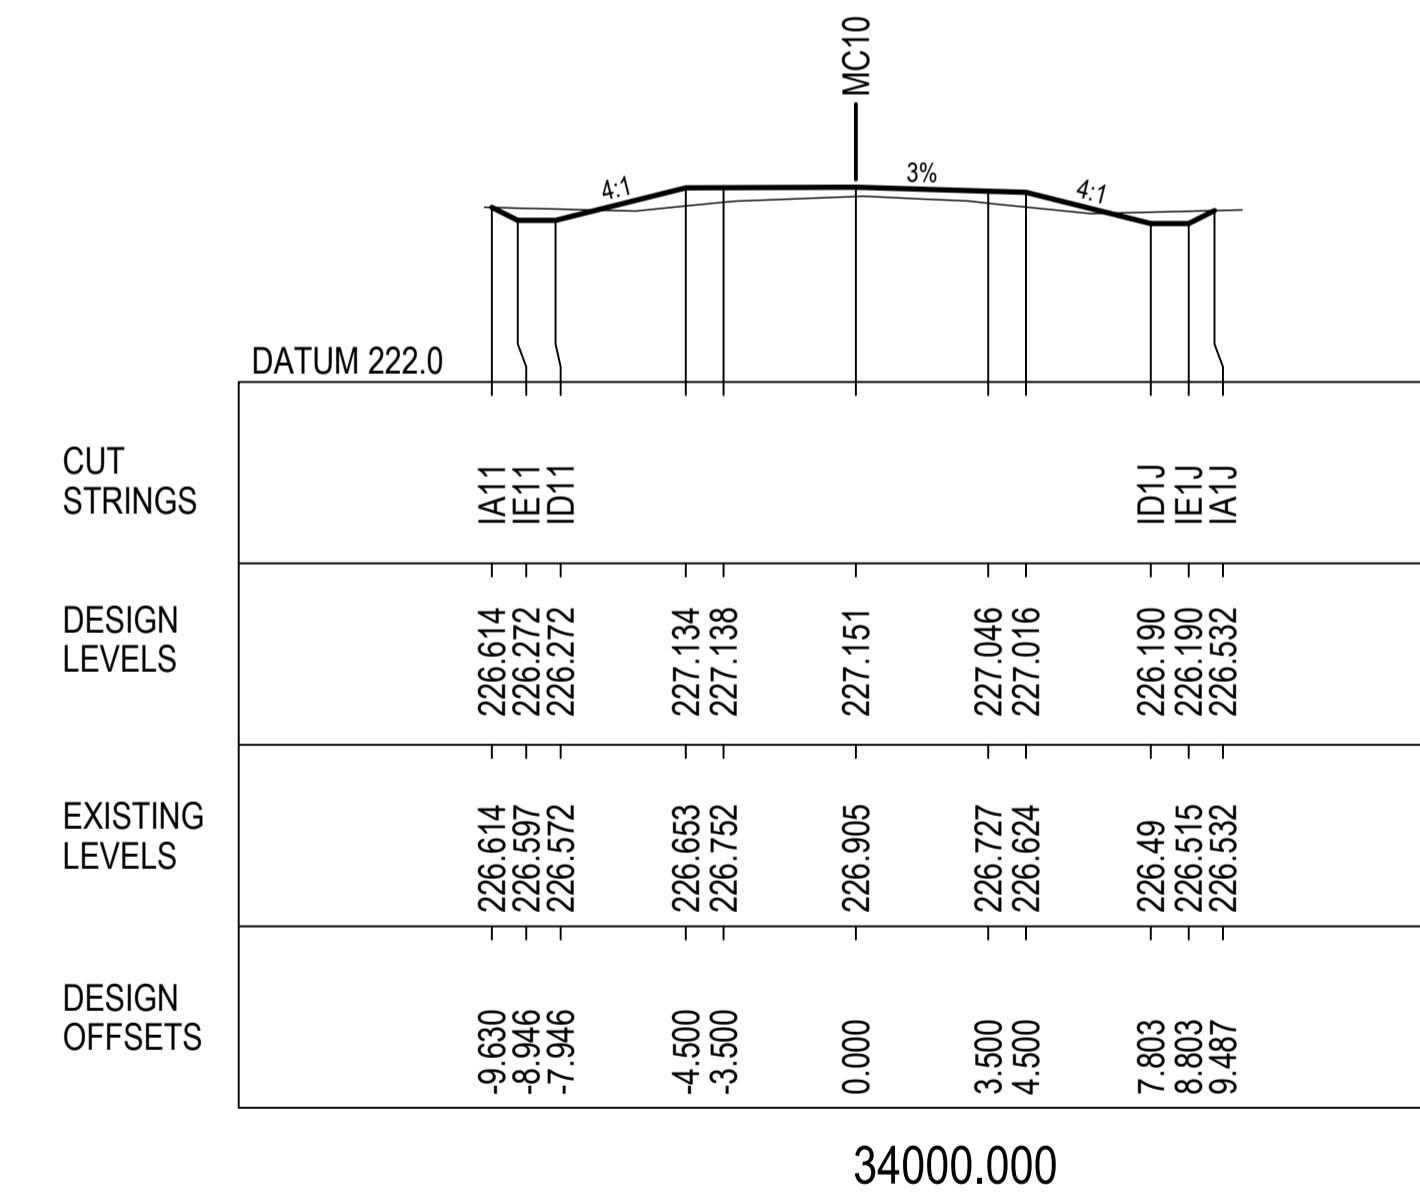 MC10
4:1
3%
4:1
DATUM 222.0
CUT
STRINGS
IA11
IE11
ID11
ID1J
IE1J
IA1J
DESIGN
LEVELS
226.614
226.272
226.272
227.134
227.138
227.151
227.046
227.016
226.190
226.190
226.532
EXISTING
LEVELS
226.614
226.597
226.572
226.653
226.752
226.905
226.727
226.624
226.49
226.515
226.532
DESIGN
OFFSETS
-9.630
-8.946
-7.946
-4.500
-3.500
0.000
3.500
4.500
7.803
8.803
9.487
34000.000